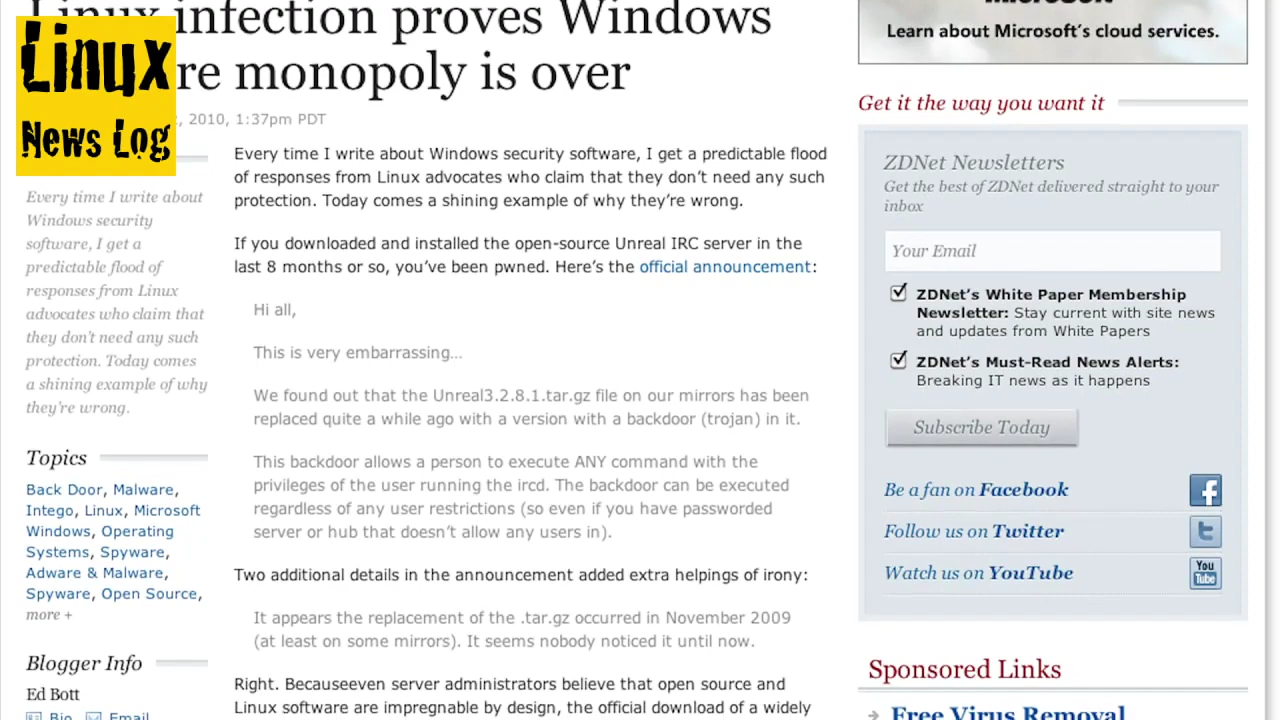 Linux infection proves Windows
re monopoly is over
Linux
News Log
, 2010, 1:37pm PDT
Every time I write about
Windows security
software, I get a
predictable flood of
responses from Linux
advocates who claim that
they don't need any such
protection. Today comes
a shining example of why
they're wrong.
Topics
Back Door, Malware,
Intego, Linux, Microsoft
Windows, Operating
Systems, Spyware,
Adware & Malware,
Spyware, Open Source,
more +
Blogger Info
Ed Bott
Bio Email
Every time I write about Windows security software, I get a predictable flood
of responses from Linux advocates who claim that they don't need any such
protection. Today comes a shining example of why they're wrong.
If you downloaded and installed the open-source Unreal IRC server in the
last 8 months or so, you've been pwned. Here's the official announcement:
Hi all,
This is very embarrassing...
We found out that the Unreal3.2.8.1.tar.gz file on our mirrors has been
replaced quite a while ago with a version with a backdoor (trojan) in it.
This backdoor allows a person to execute ANY command with the
privileges of the user running the ircd. The backdoor can be executed
regardless of any user restrictions (so even if you have passworded
server or hub that doesn't allow any users in).
Two additional details in the announcement added extra helpings of irony:
It appears the replacement of the .tar.gz occurred in November 2009
(at least on some mirrors). It seems nobody noticed it until now.
Right. Becauseeven server administrators believe that open source and
Linux software are impregnable by design, the official download of a widely
Microsoft
Learn about Microsoft's cloud services.
Get it the way you want it
ZDNet Newsletters
Get the best of ZDNet delivered straight to your
inbox
Your Email
ZDNet's White Paper Membership
Newsletter: Stay current with site news
and updates from White Papers
ZDNet's Must-Read News Alerts:
Breaking IT news as it happens
Subscribe Today
Be a fan on Facebook
Follow us on Twitter
Watch us on YouTube
You
Tube
Sponsored Links
Free Virus Removal